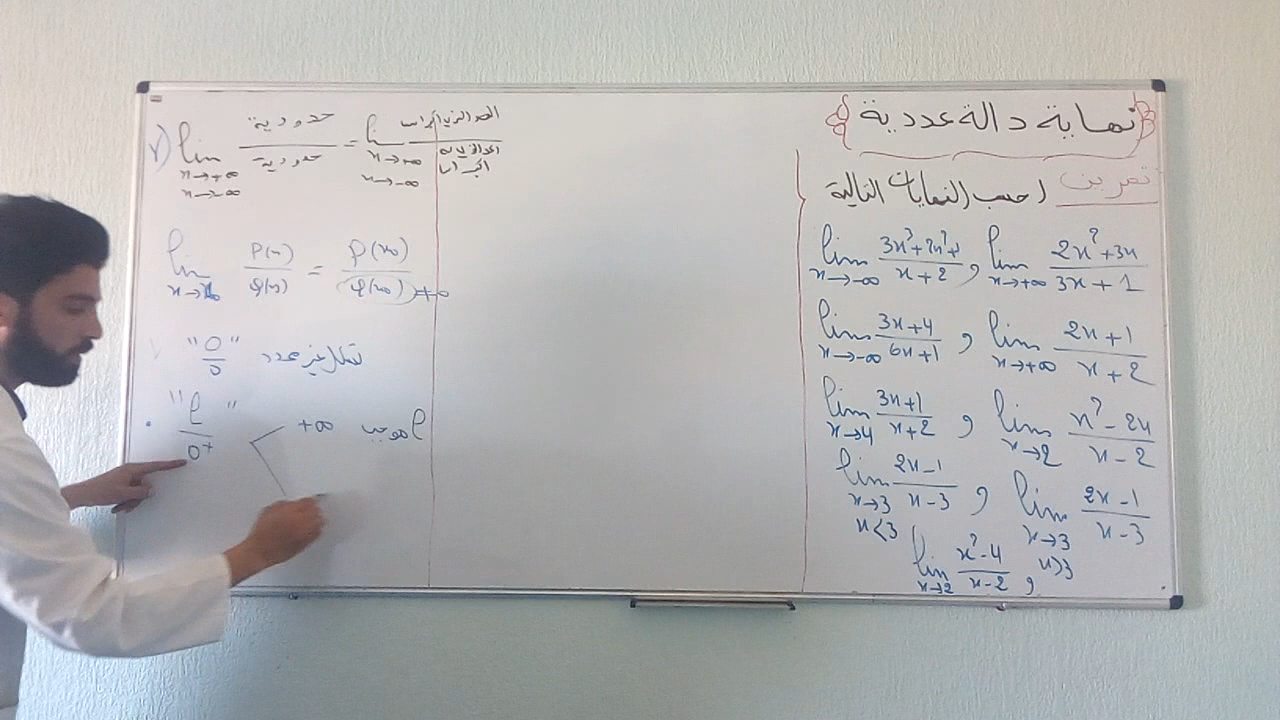 نهاية دالة عددية
تمرين احسب النهايات التالية
lim x→-∞ (3x³+2x²+1)/(x+2) , lim x→+∞ (2x²+3x)/(3x+1)
lim x→-∞ (3x+4)/(6x+1) , lim x→+∞ (2x+1)/(x+2)
lim x→4 (3x+1)/(x+2) , lim x→2 (x²-2x)/(x-2)
lim x→3 x<3 (2x-1)/(x-3) , lim x→3 x>3 (2x-1)/(x-3)
lim x→2 (x²-4)/(x-2) ,
lim x→+∞ x→-∞ حدودية/حدودية = lim x→+∞ x→-∞
lim P(x)/Q(x) = P(x₀)/Q(x₀) ≠0
"0/0" عدد
"l/0⁺" +∞ l موجب